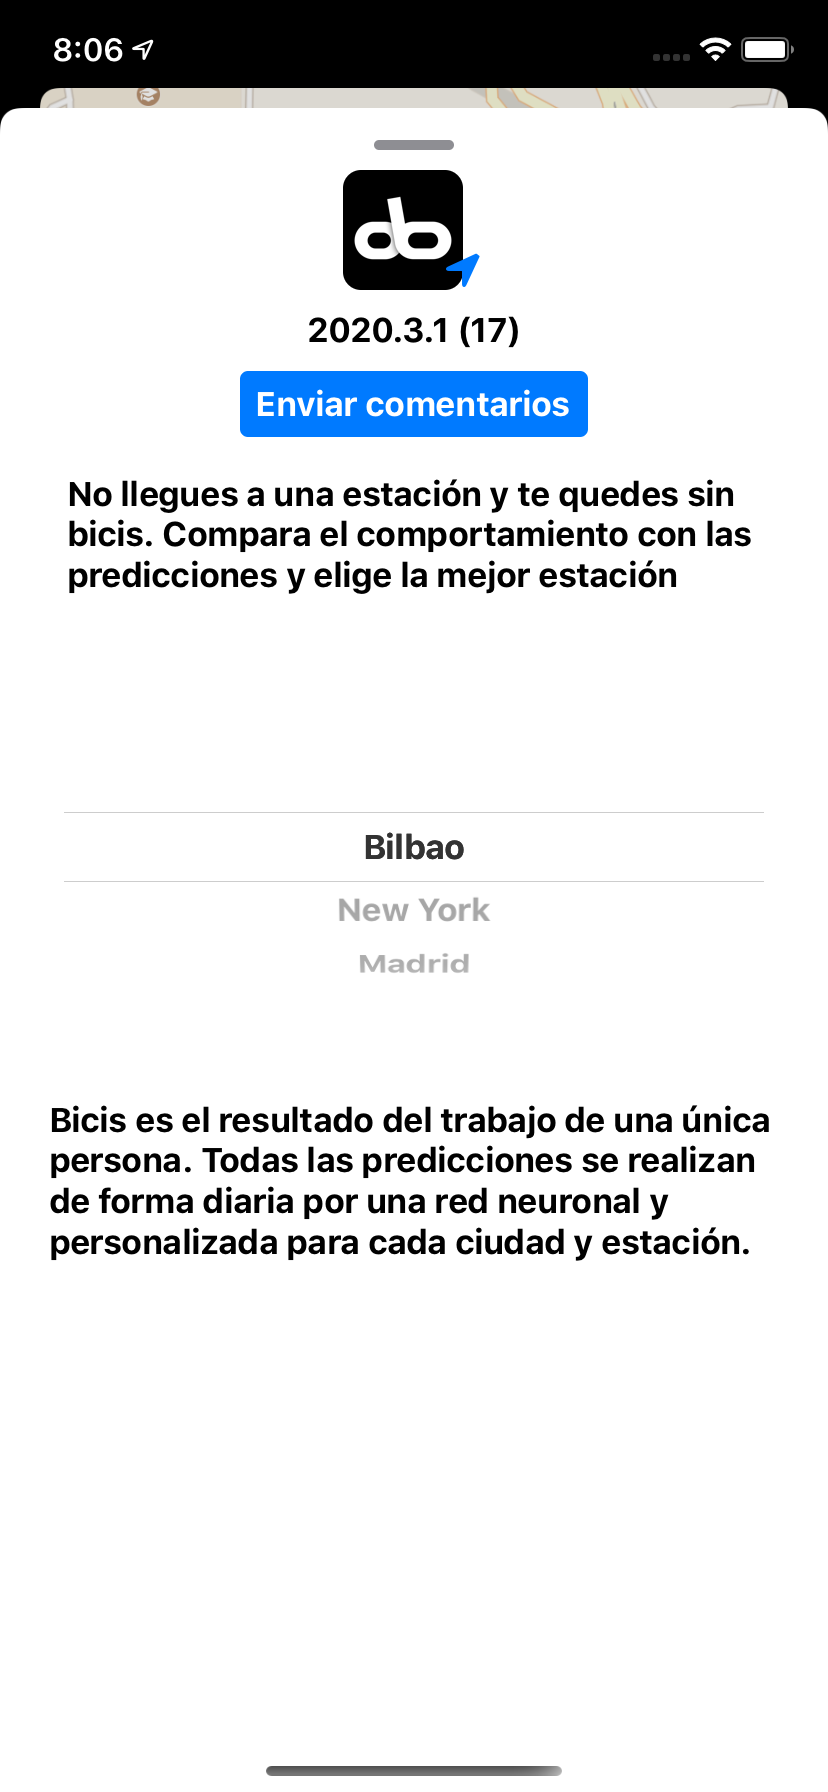 8:06
2020.3.1 (17)
Enviar comentarios
No llegues a una estación y te quedes sin
bicis. Compara el comportamiento con las
predicciones y elige la mejor estación
Bilbao
New York
Madrid
Bicis es el resultado del trabajo de una única
persona. Todas las predicciones se realizan
de forma diaria por una red neuronal y
personalizada para cada ciudad y estación.